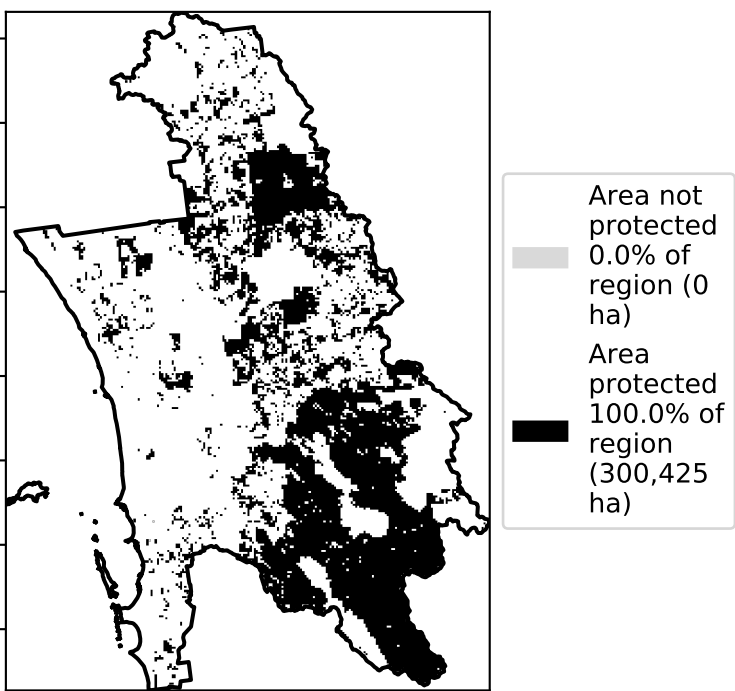 Area not
protected
0.0% of
region (0
ha)
Area
protected
100.0% of
region
(300,425
ha)